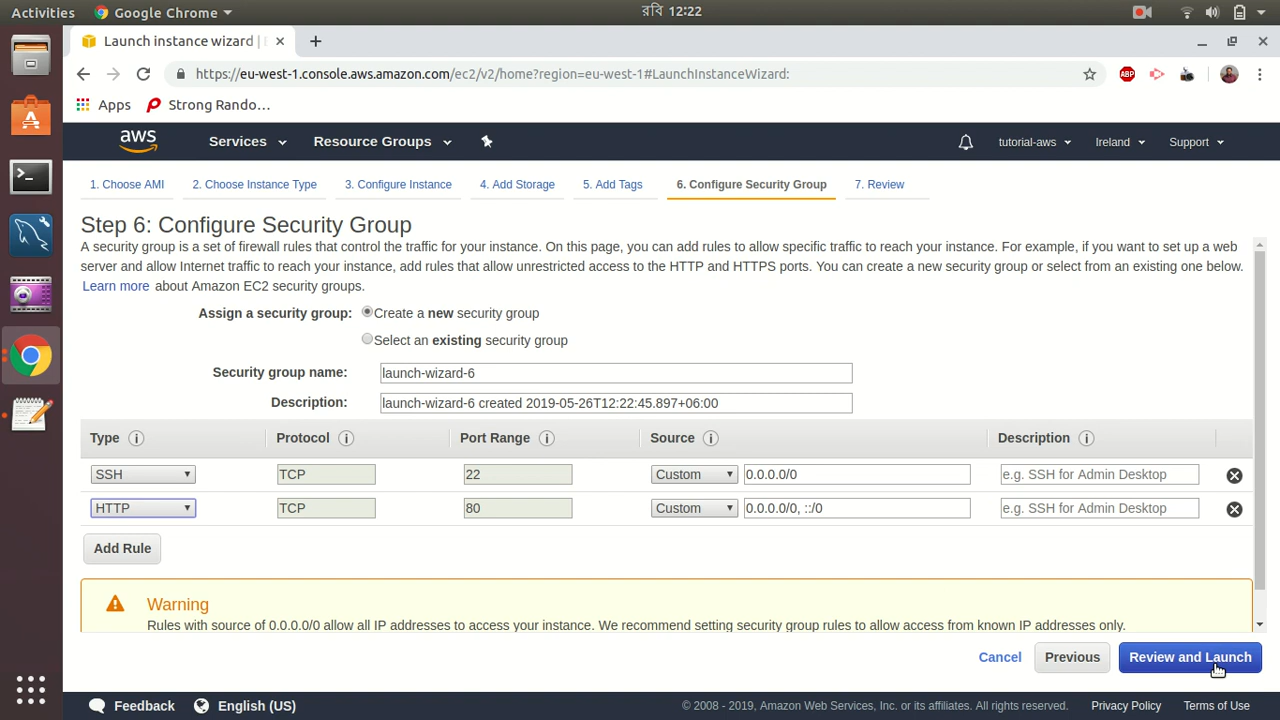 Activities Google Chrome রবি 12:22
Launch instance wizard |
https://eu-west-1.console.aws.amazon.com/ec2/v2/home?region=eu-west-1#LaunchInstanceWizard:
ABP
Apps Strong Rando...
aws Services Resource Groups tutorial-aws Ireland Support
1. Choose AMI 2. Choose Instance Type 3. Configure Instance 4. Add Storage 5. Add Tags 6. Configure Security Group 7. Review
Step 6: Configure Security Group
A security group is a set of firewall rules that control the traffic for your instance. On this page, you can add rules to allow specific traffic to reach your instance. For example, if you want to set up a web
server and allow Internet traffic to reach your instance, add rules that allow unrestricted access to the HTTP and HTTPS ports. You can create a new security group or select from an existing one below.
Learn more about Amazon EC2 security groups.
Assign a security group: Create a new security group
Select an existing security group
Security group name: launch-wizard-6
Description: launch-wizard-6 created 2019-05-26T12:22:45.897+06:00
Type Protocol Port Range Source Description
SSH TCP 22 Custom 0.0.0.0/0 e.g. SSH for Admin Desktop
HTTP TCP 80 Custom 0.0.0.0/0, ::/0 e.g. SSH for Admin Desktop
Add Rule
Warning
Rules with source of 0.0.0.0/0 allow all IP addresses to access your instance. We recommend setting security group rules to allow access from known IP addresses only.
Cancel Previous Review and Launch
Feedback English (US) © 2008 - 2019, Amazon Web Services, Inc. or its affiliates. All rights reserved. Privacy Policy Terms of Use